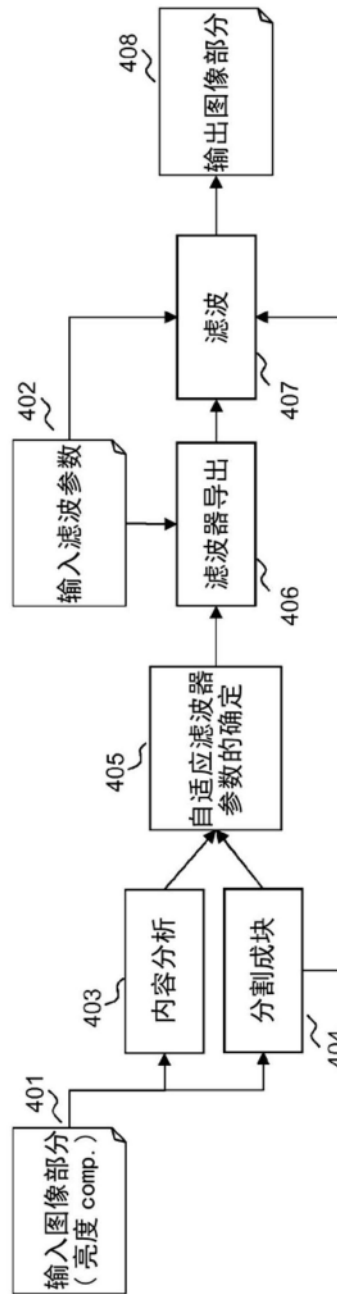 401
输入图像部分
（亮度 comp.）
403
内容分析
404
分割成块
405
自适应滤波器
参数的确定
402
输入滤波参数
406
滤波器导出
407
滤波
408
输出图像部分